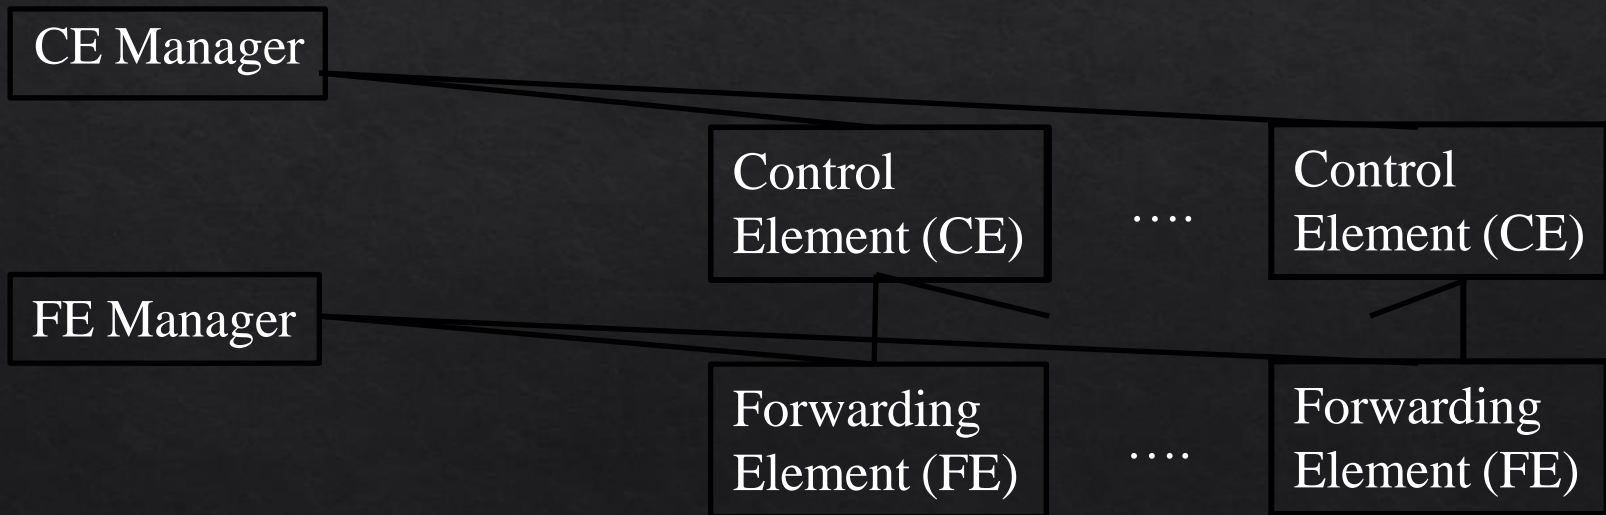 CE Manager
Control
Element (CE)
....
Control
Element (CE)
FE Manager
Forwarding
Element (FE)
....
Forwarding
Element (FE)